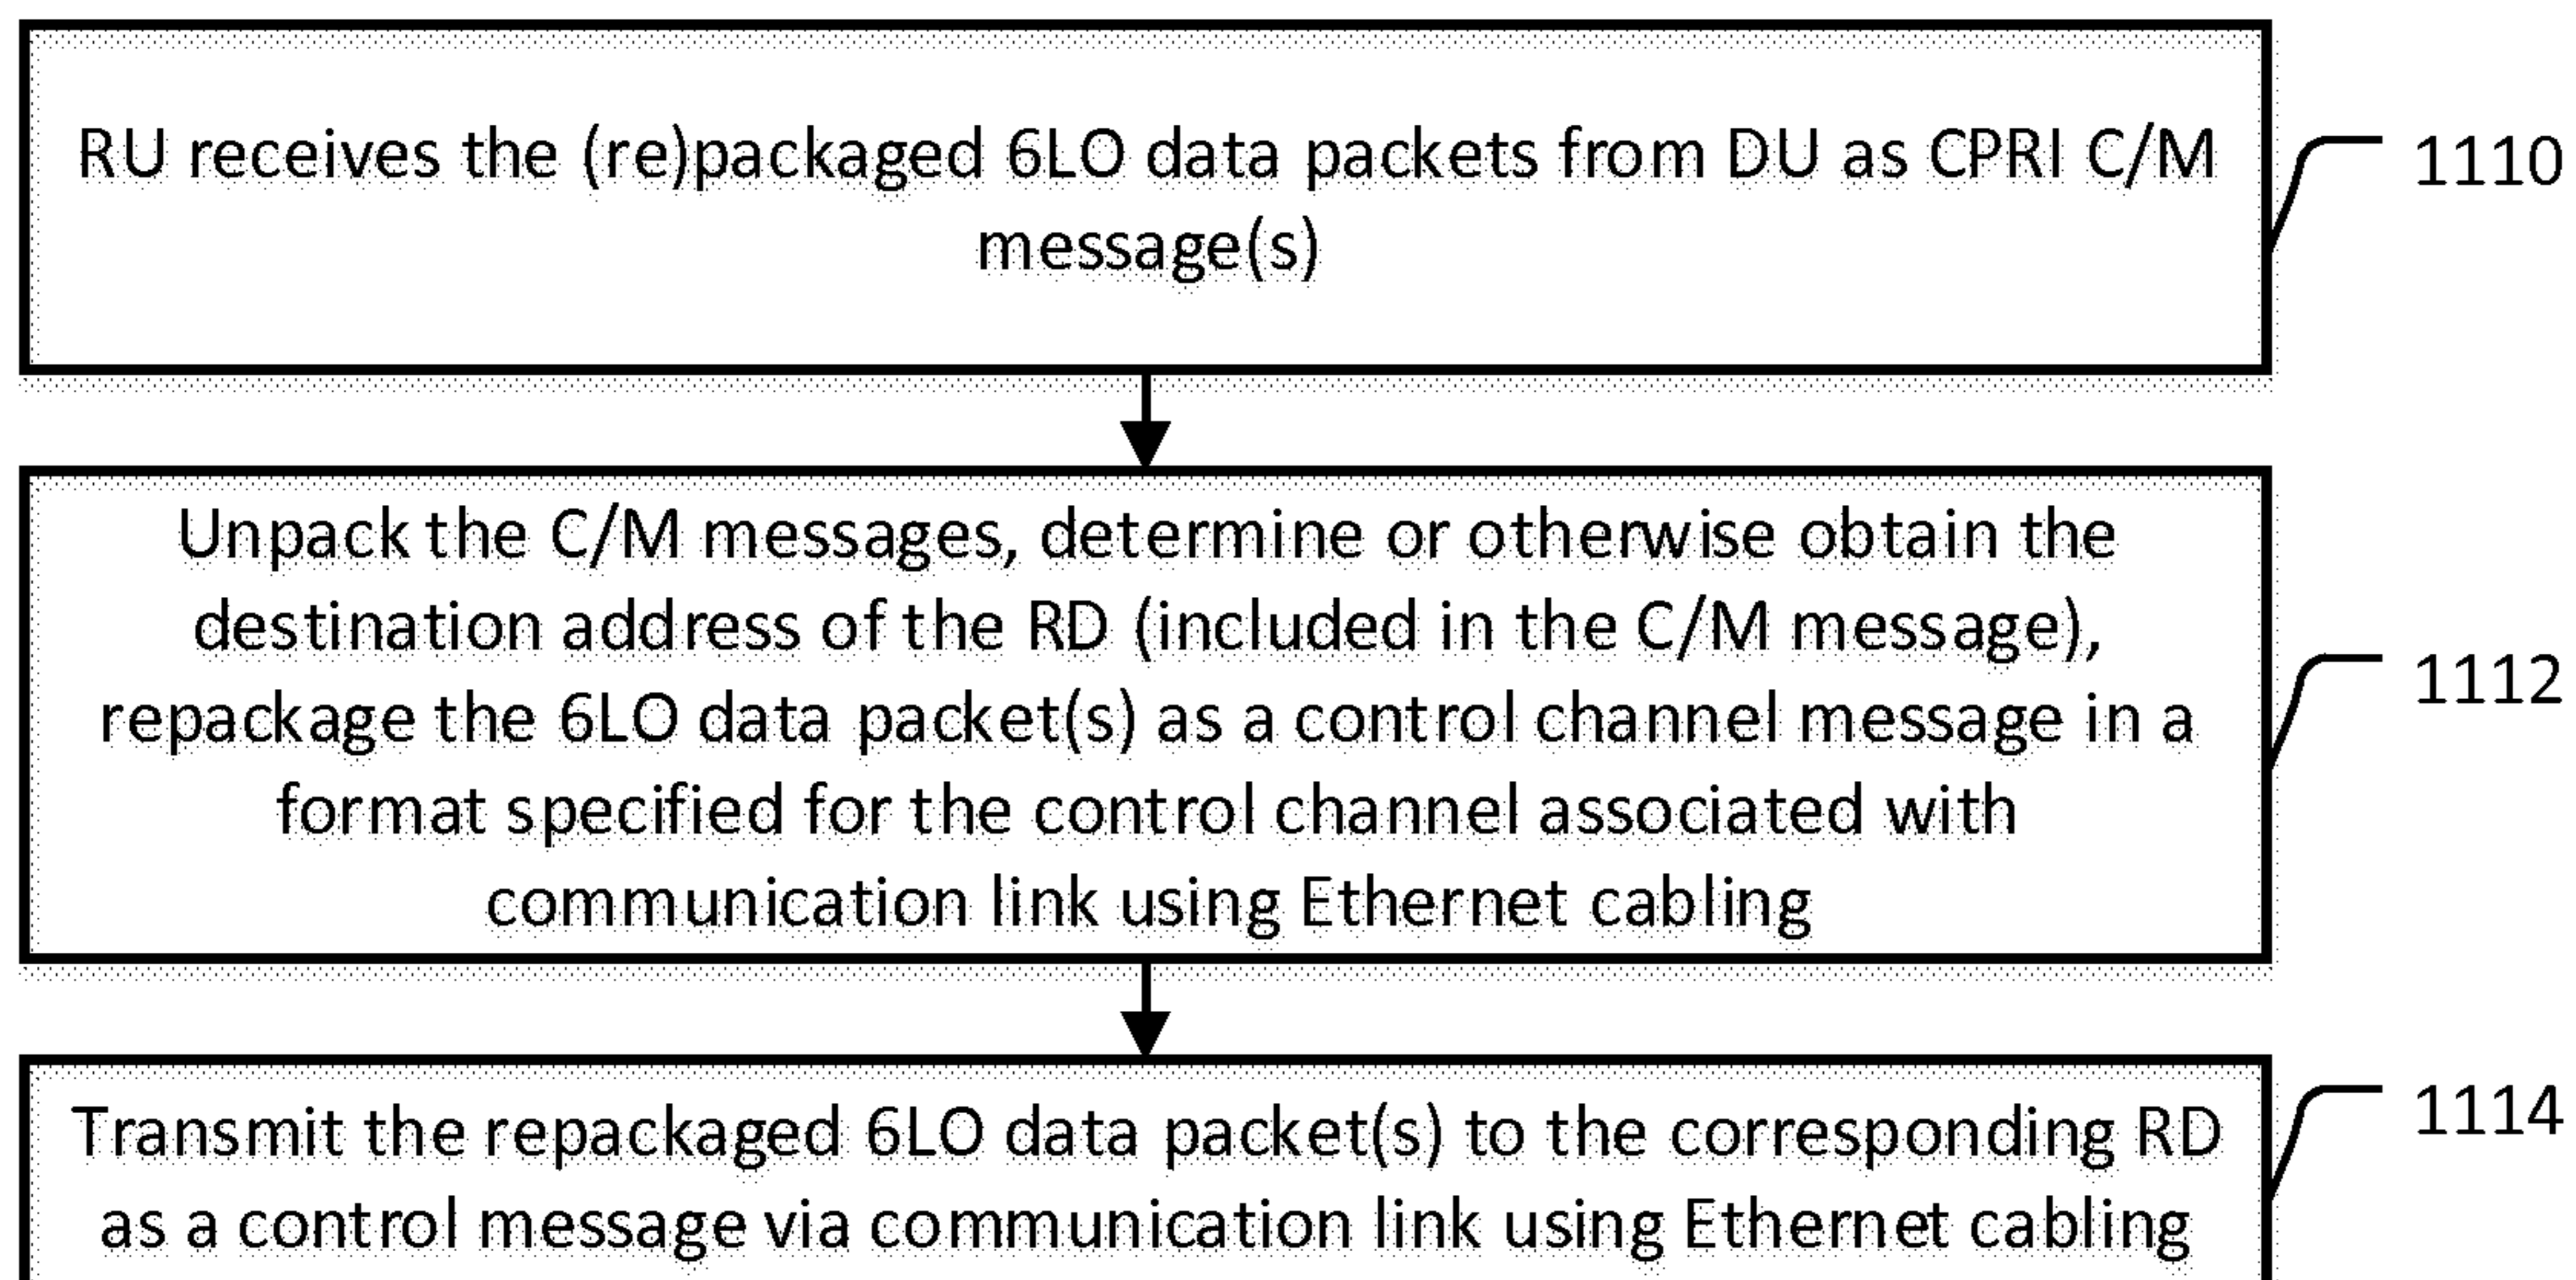 RU receives the (re)packaged 6LO data packets from DU as CPRI C/M
message(s)
1110
Unpack the C/M messages, determine or otherwise obtain the
destination address of the RD (included in the C/M message),
repackage the 6LO data packet(s) as a control channel message in a
format specified for the control channel associated with
communication link using Ethernet cabling
1112
Transmit the repackaged 6LO data packet(s) to the corresponding RD
as a control message via communication link using Ethernet cabling
1114